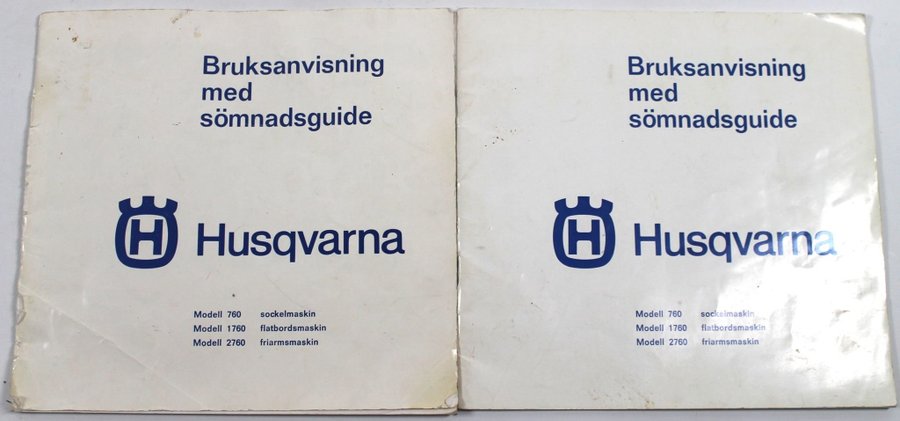 Bruksanvisning
med
sömnadsguide
H Husqvarna
Modell 760 sockelmaskin
Modell 1760 flatbordsmaskin
Modell 2760 friarmsmaskin
Bruksanvisning
med
sömnadsguide
H Husqvarna
Modell 760 sockelmaskin
Modell 1760 flatbordsmaskin
Modell 2760 friarmsmaskin